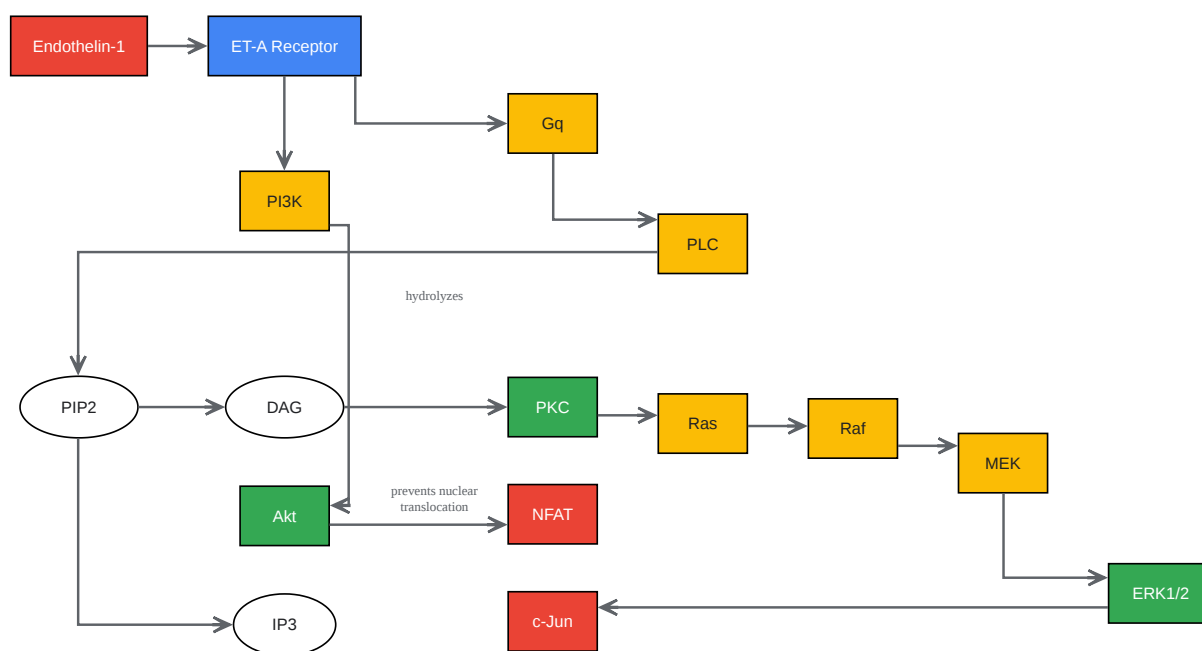 Endothelin-1
ET-A Receptor
Gq
PI3K
PLC
hydrolyzes
PIP2
DAG
PKC
Ras
Raf
MEK
prevents nuclear
translocation
Akt
NFAT
ERK1/2
IP3
c-Jun